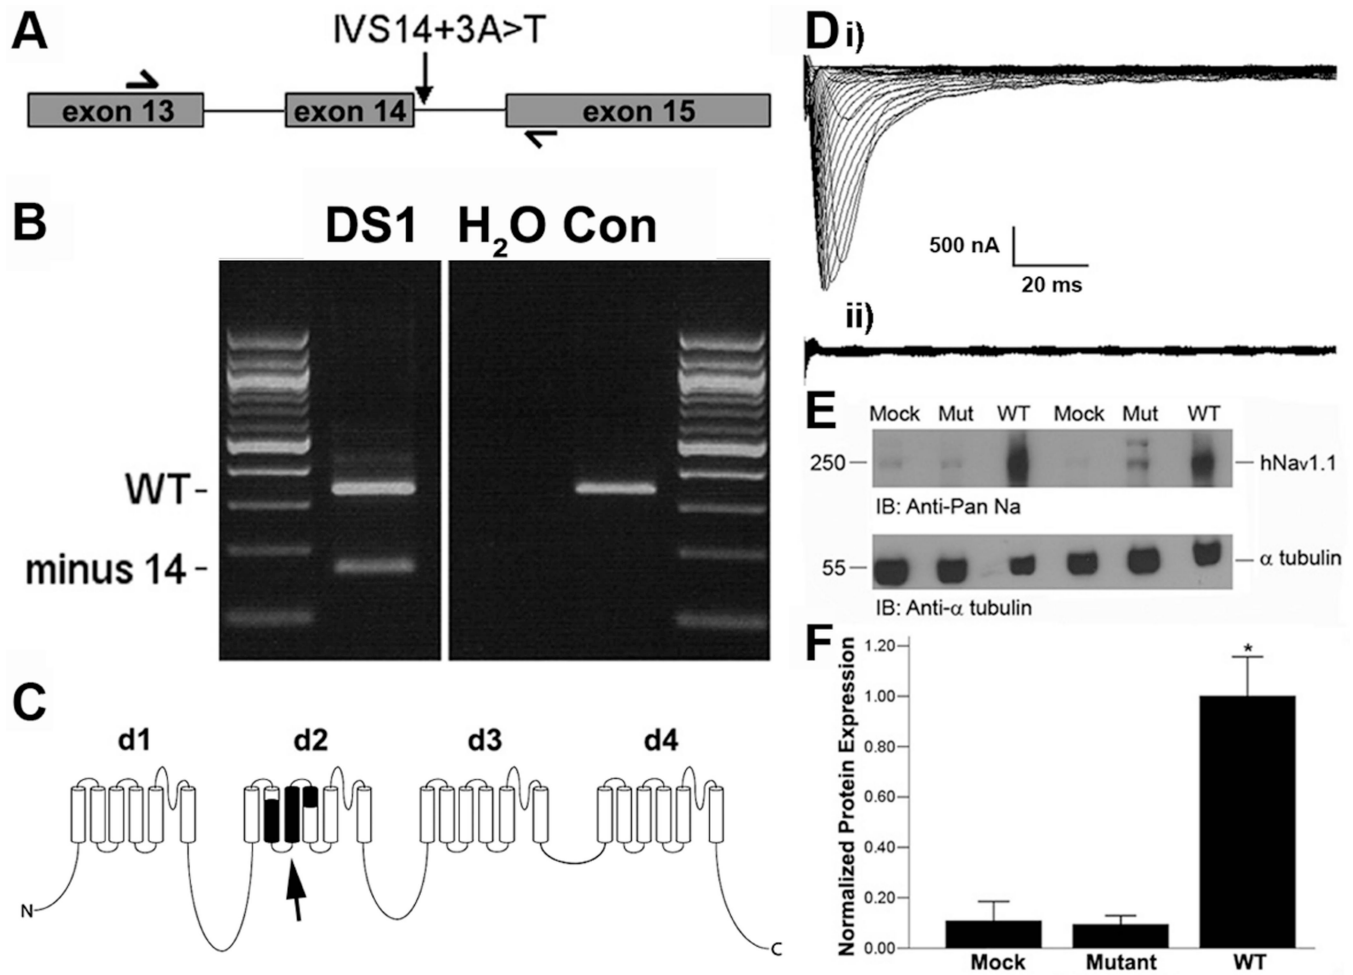 A
IVS14+3A>T
exon 13
exon 14
exon 15
B
DS1
H2O
Con
WT-
minus 14 -
C
d1
d2
d3
d4
N
C
D
i)
500 nA
20 ms
ii)
E
Mock Mut WT Mock Mut WT
250
hNav1.1
IB: Anti-Pan Na
55
α tubulin
IB: Anti-α tubulin
F
Normalized Protein Expression
1.20
1.00
0.80
0.60
0.40
0.20
0.00
*
Mock
Mutant
WT